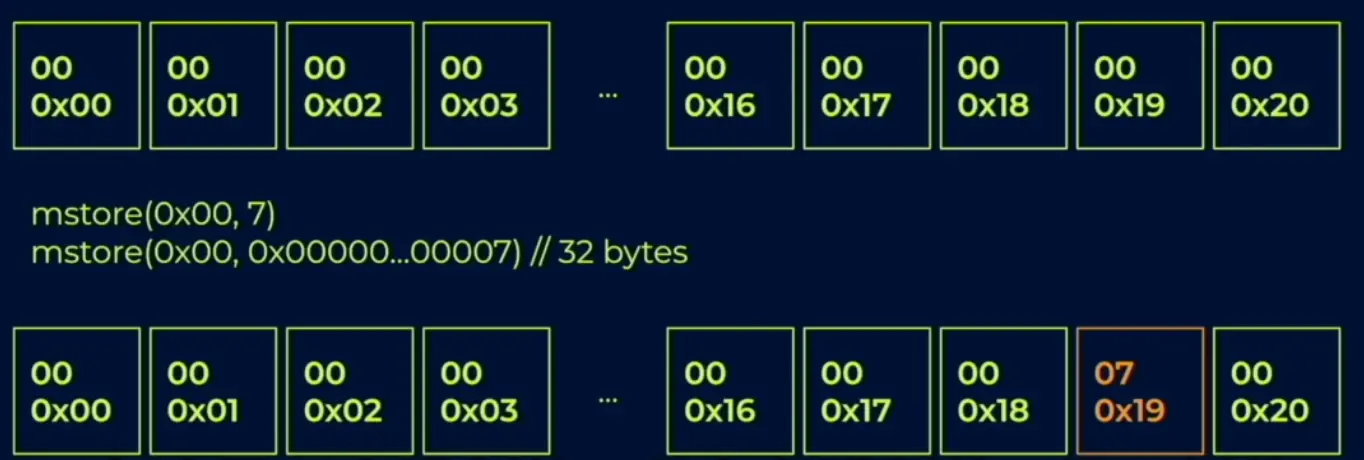 00 00 00 00 00 00 00 00 00
0x00 0x01 0x02 0x03 ... 0x16 0x17 0x18 0x19 0x20
mstore(0x00, 7)
mstore(0x00, 0x00000...00007) // 32 bytes
00 00 00 00 00 00 00 07 00
0x00 0x01 0x02 0x03 ... 0x16 0x17 0x18 0x19 0x20